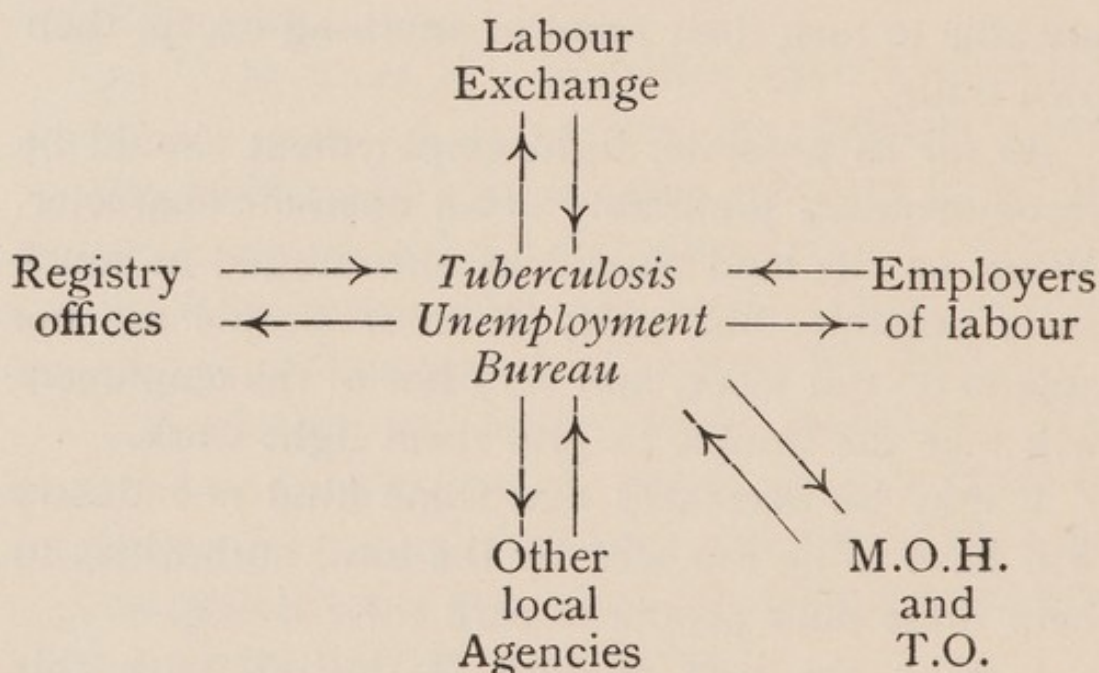 Labour
Exchange
Registry
offices
Tuberculosis
Unemployment
Bureau
Employers
of labour
Other
local
Agencies
M.O.H.
and
T.O.